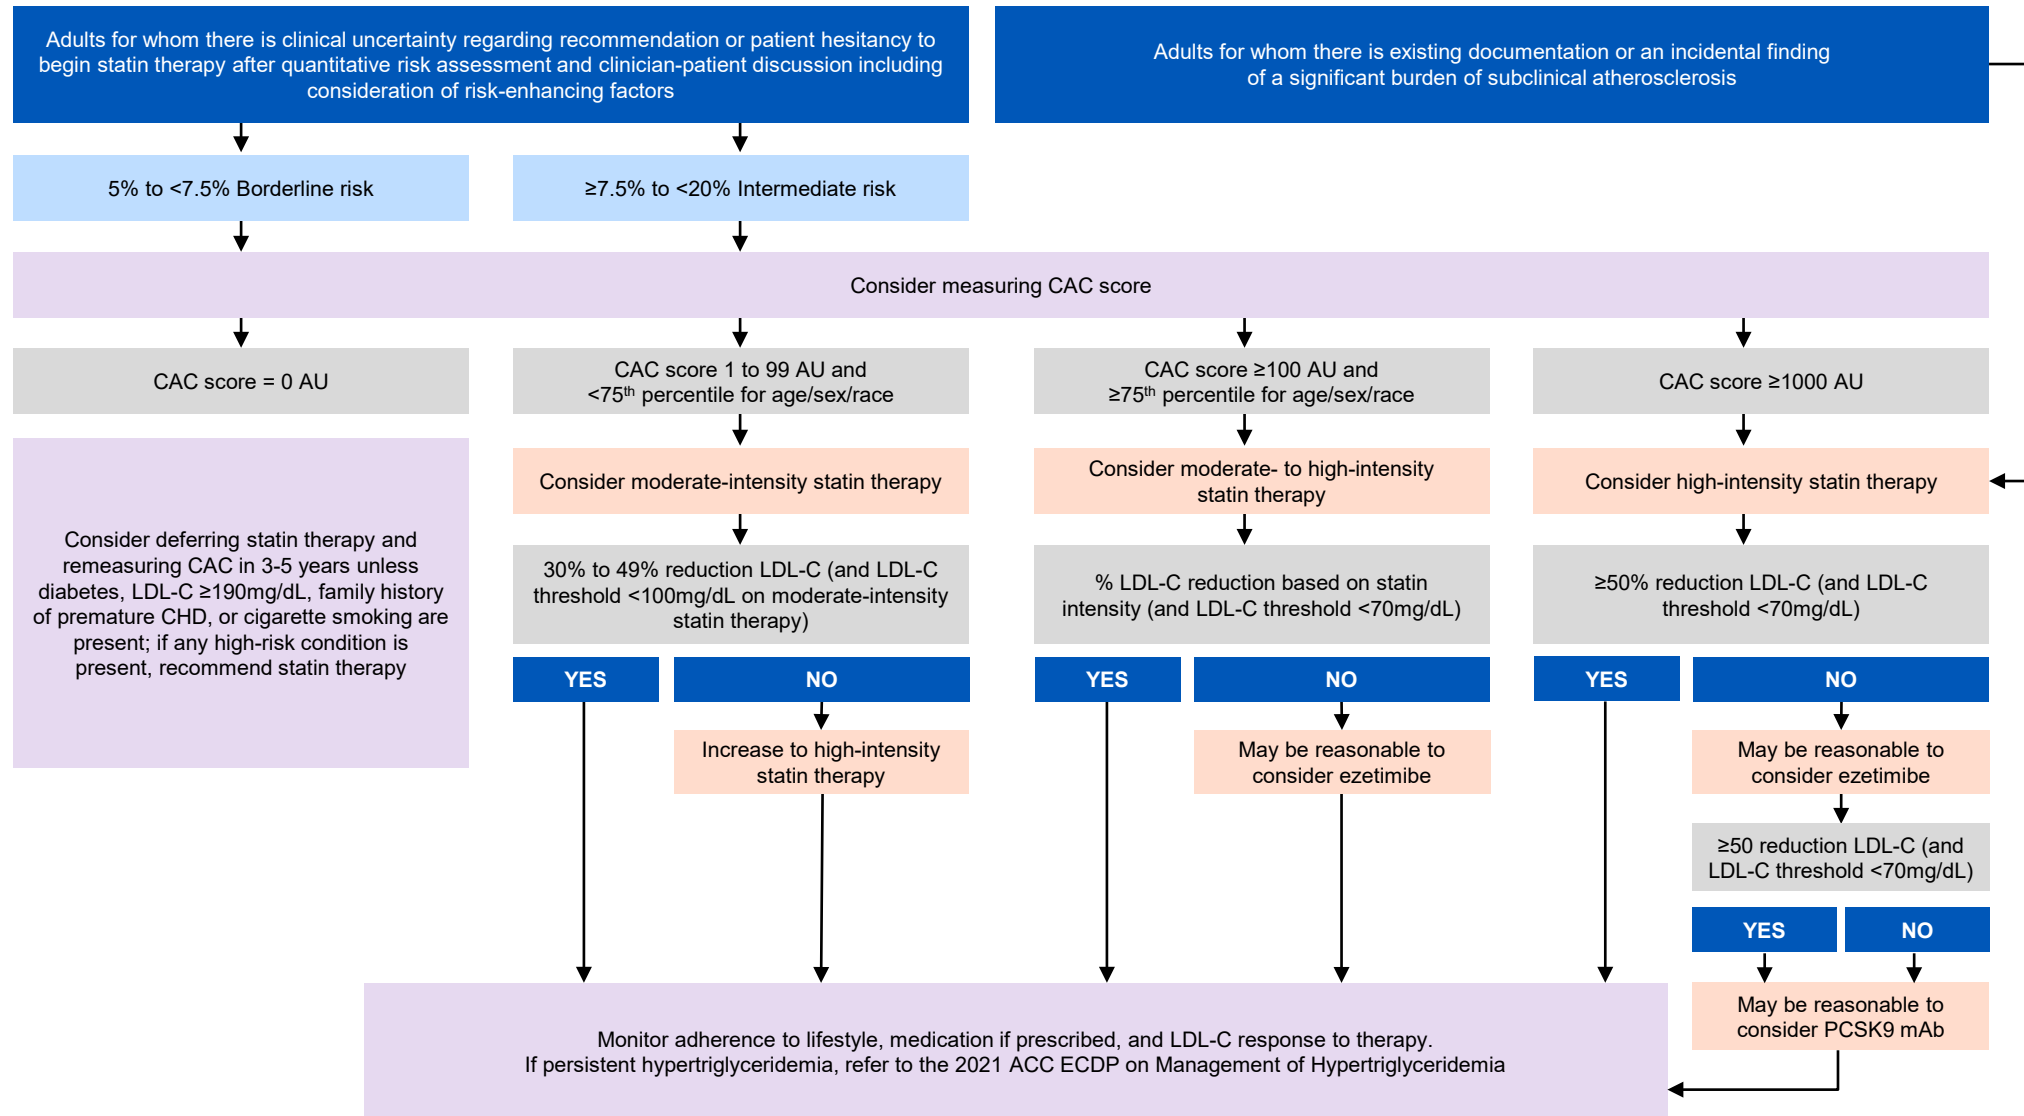 Adults for whom there is clinical uncertainty regarding recommendation or patient hesitancy to
begin statin therapy after quantitative risk assessment and clinician-patient discussion including
consideration of risk-enhancing factors
Adults for whom there is existing documentation or an incidental finding
of a significant burden of subclinical atherosclerosis
5% to <7.5% Borderline risk
≥7.5% to <20% Intermediate risk
Consider measuring CAC score
CAC score = 0 AU
CAC score 1 to 99 AU and
<75th percentile for age/sex/race
CAC score ≥100 AU and
≥75th percentile for age/sex/race
CAC score ≥1000 AU
Consider deferring statin therapy and
remeasuring CAC in 3-5 years unless
diabetes, LDL-C ≥190mg/dL, family history
of premature CHD, or cigarette smoking are
present; if any high-risk condition is
present, recommend statin therapy
Consider moderate-intensity statin therapy
Consider moderate- to high-intensity
statin therapy
Consider high-intensity statin therapy
30% to 49% reduction LDL-C (and LDL-C
threshold <100mg/dL on moderate-intensity
statin therapy)
% LDL-C reduction based on statin
intensity (and LDL-C threshold <70mg/dL)
≥50% reduction LDL-C (and LDL-C
threshold <70mg/dL)
YES
NO
YES
NO
YES
NO
Increase to high-intensity
statin therapy
May be reasonable to
consider ezetimibe
May be reasonable to
consider ezetimibe
≥50 reduction LDL-C (and
LDL-C threshold <70mg/dL)
YES
NO
May be reasonable to
consider PCSK9 mAb
Monitor adherence to lifestyle, medication if prescribed, and LDL-C response to therapy.
If persistent hypertriglyceridemia, refer to the 2021 ACC ECDP on Management of Hypertriglyceridemia